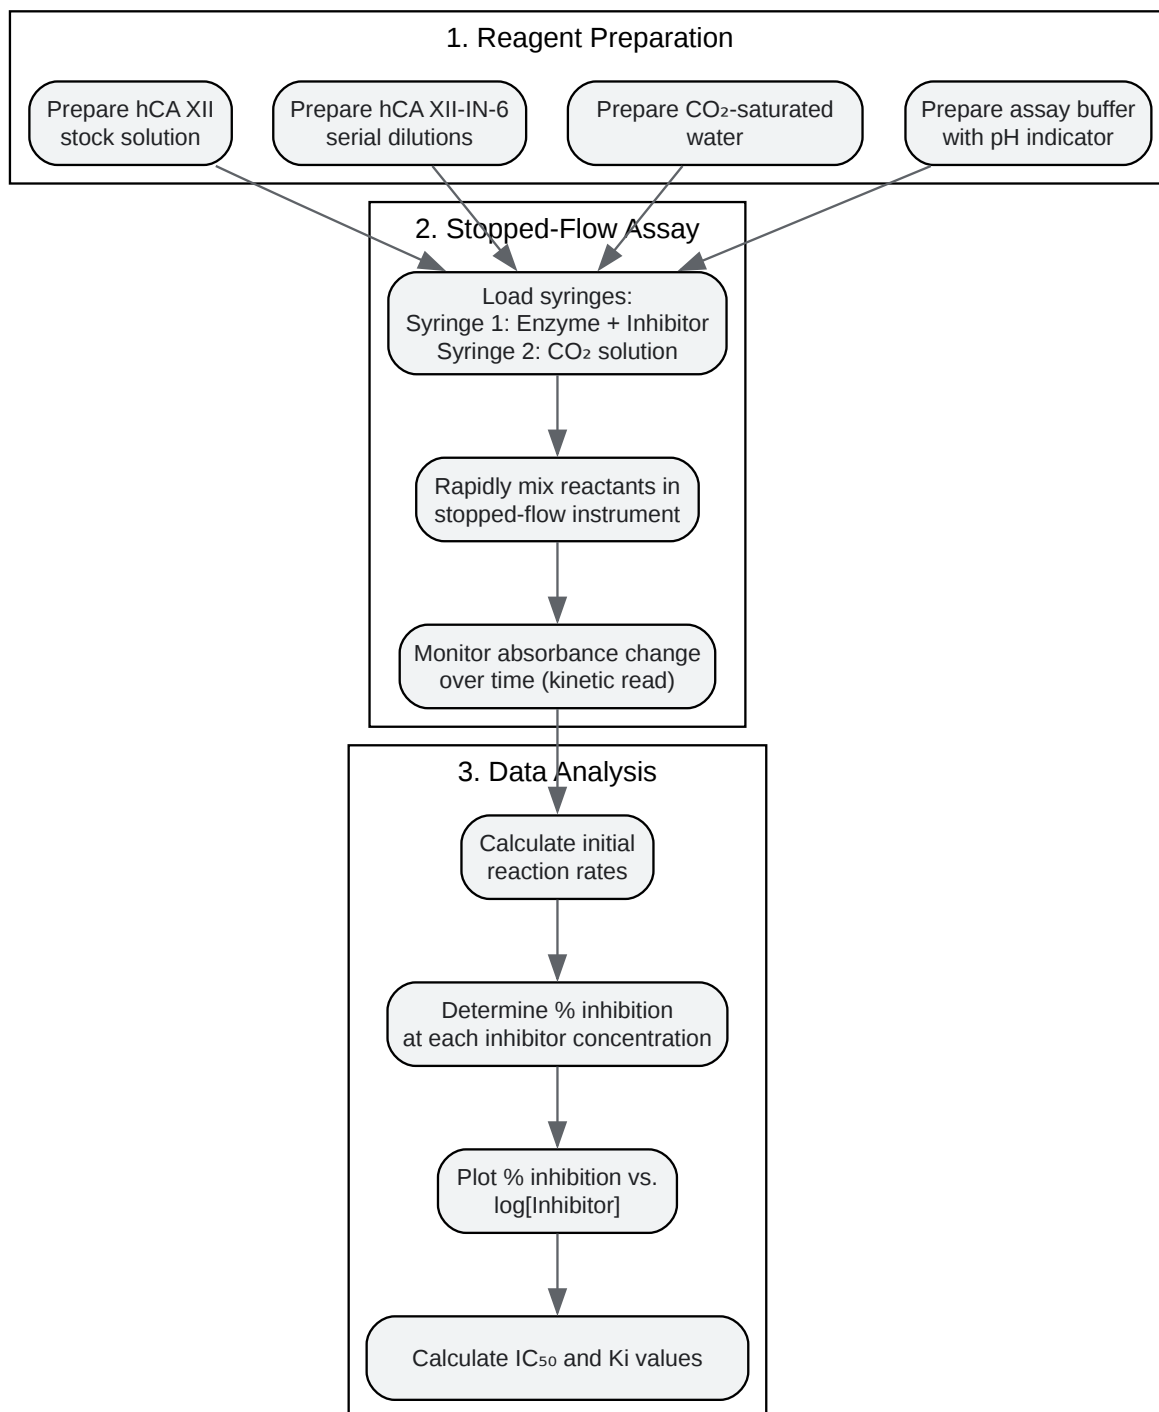 1. Reagent Preparation
Prepare hCA XII
stock solution
Prepare hCA XII-IN-6
serial dilutions
Prepare CO₂-saturated
water
Prepare assay buffer
with pH indicator
2. Stopped-Flow Assay
Load syringes:
Syringe 1: Enzyme + Inhibitor
Syringe 2: CO₂ solution
Rapidly mix reactants in
stopped-flow instrument
Monitor absorbance change
over time (kinetic read)
3. Data Analysis
Calculate initial
reaction rates
Determine % inhibition
at each inhibitor concentration
Plot % inhibition vs.
log[Inhibitor]
Calculate IC₅₀ and Ki values